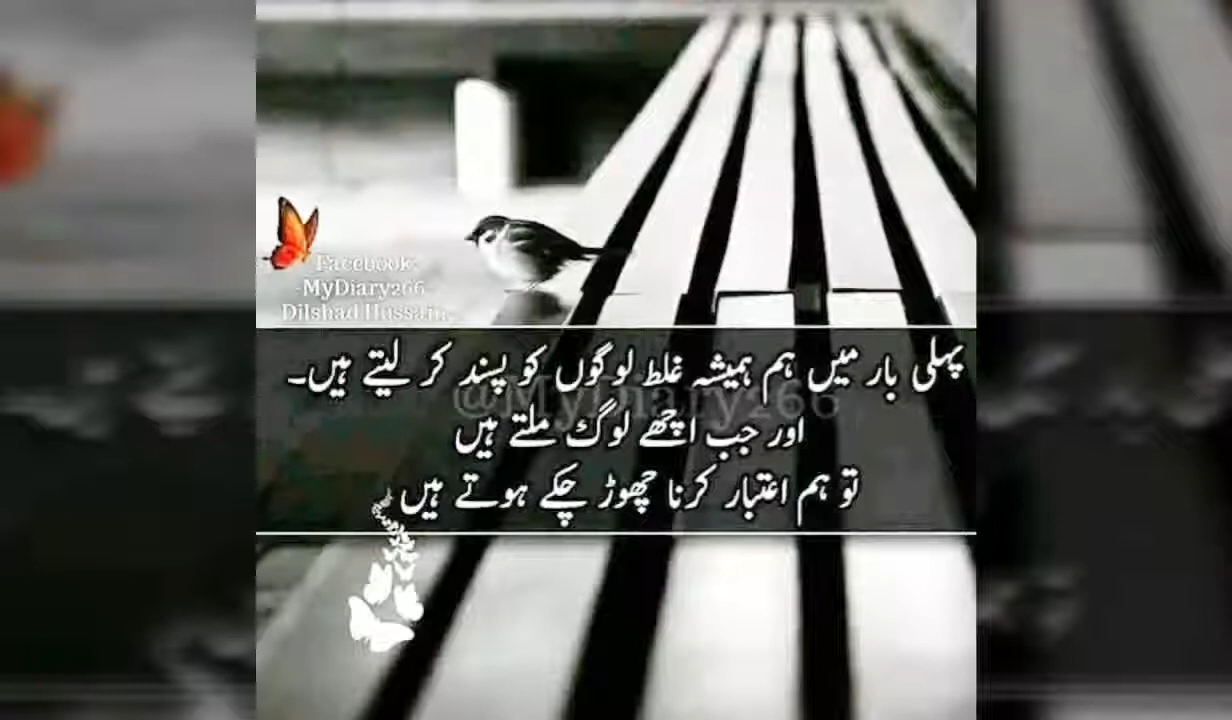 Facebook:
-MyDiary266
Dilshad Hussain.
پہلی بار میں ہم ہمیشہ غلط لوگوں کو پسند کر لیتے ہیں۔
@MyDiary266
اور جب اچھے لوگ ملتے ہیں
تو ہم اعتبار کرنا چھوڑ چکے ہوتے ہیں